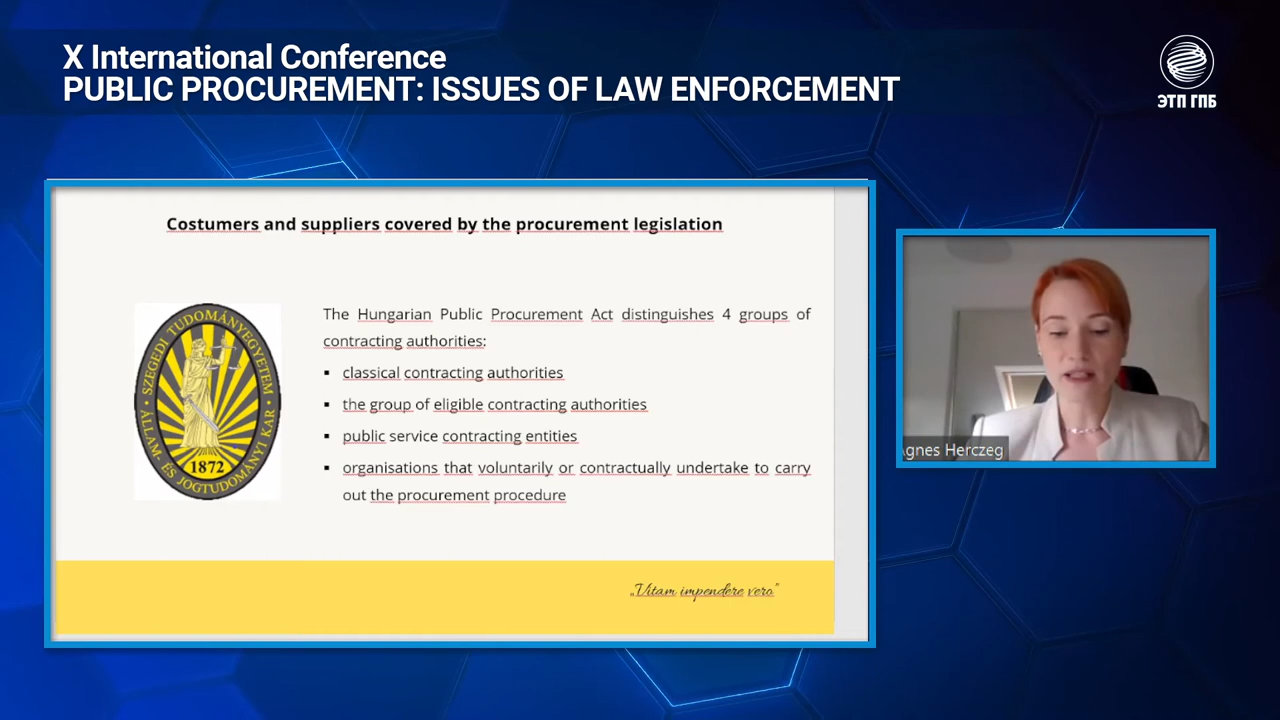 X International Conference
PUBLIC PROCUREMENT: ISSUES OF LAW ENFORCEMENT
ЭТП ГПБ
Costumers and suppliers covered by the procurement legislation
The Hungarian Public Procurement Act distinguishes 4 groups of
contracting authorities:
▪ classical contracting authorities
▪ the group of eligible contracting authorities
▪ public service contracting entities
▪ organisations that voluntarily or contractually undertake to carry
out the procurement procedure
• SZEGEDI TUDOMÁNYEGYETEM •
ÁLLAM- ÉS JOGTUDOMÁNYI KAR
1872
„Vitam impendere vero”
gnes Herczeg